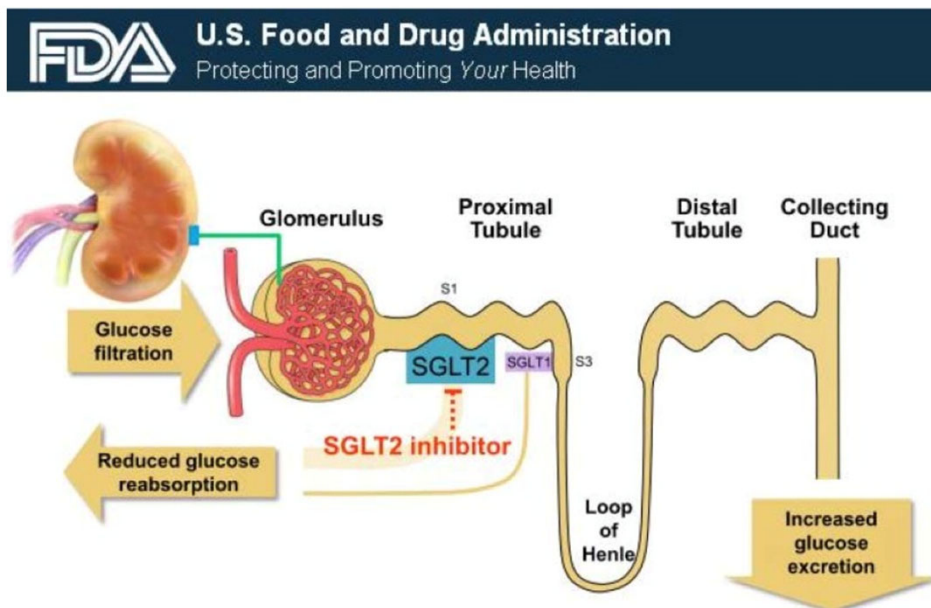 FDA
U.S. Food and Drug Administration
Protecting and Promoting Your Health
Glomerulus
Proximal
Tubule
Distal
Tubule
Collecting
Duct
S1
Glucose
filtration
SGLT2
SGLT1
S3
SGLT2 inhibitor
Reduced glucose
reabsorption
Loop
of
Henle
Increased
glucose
excretion